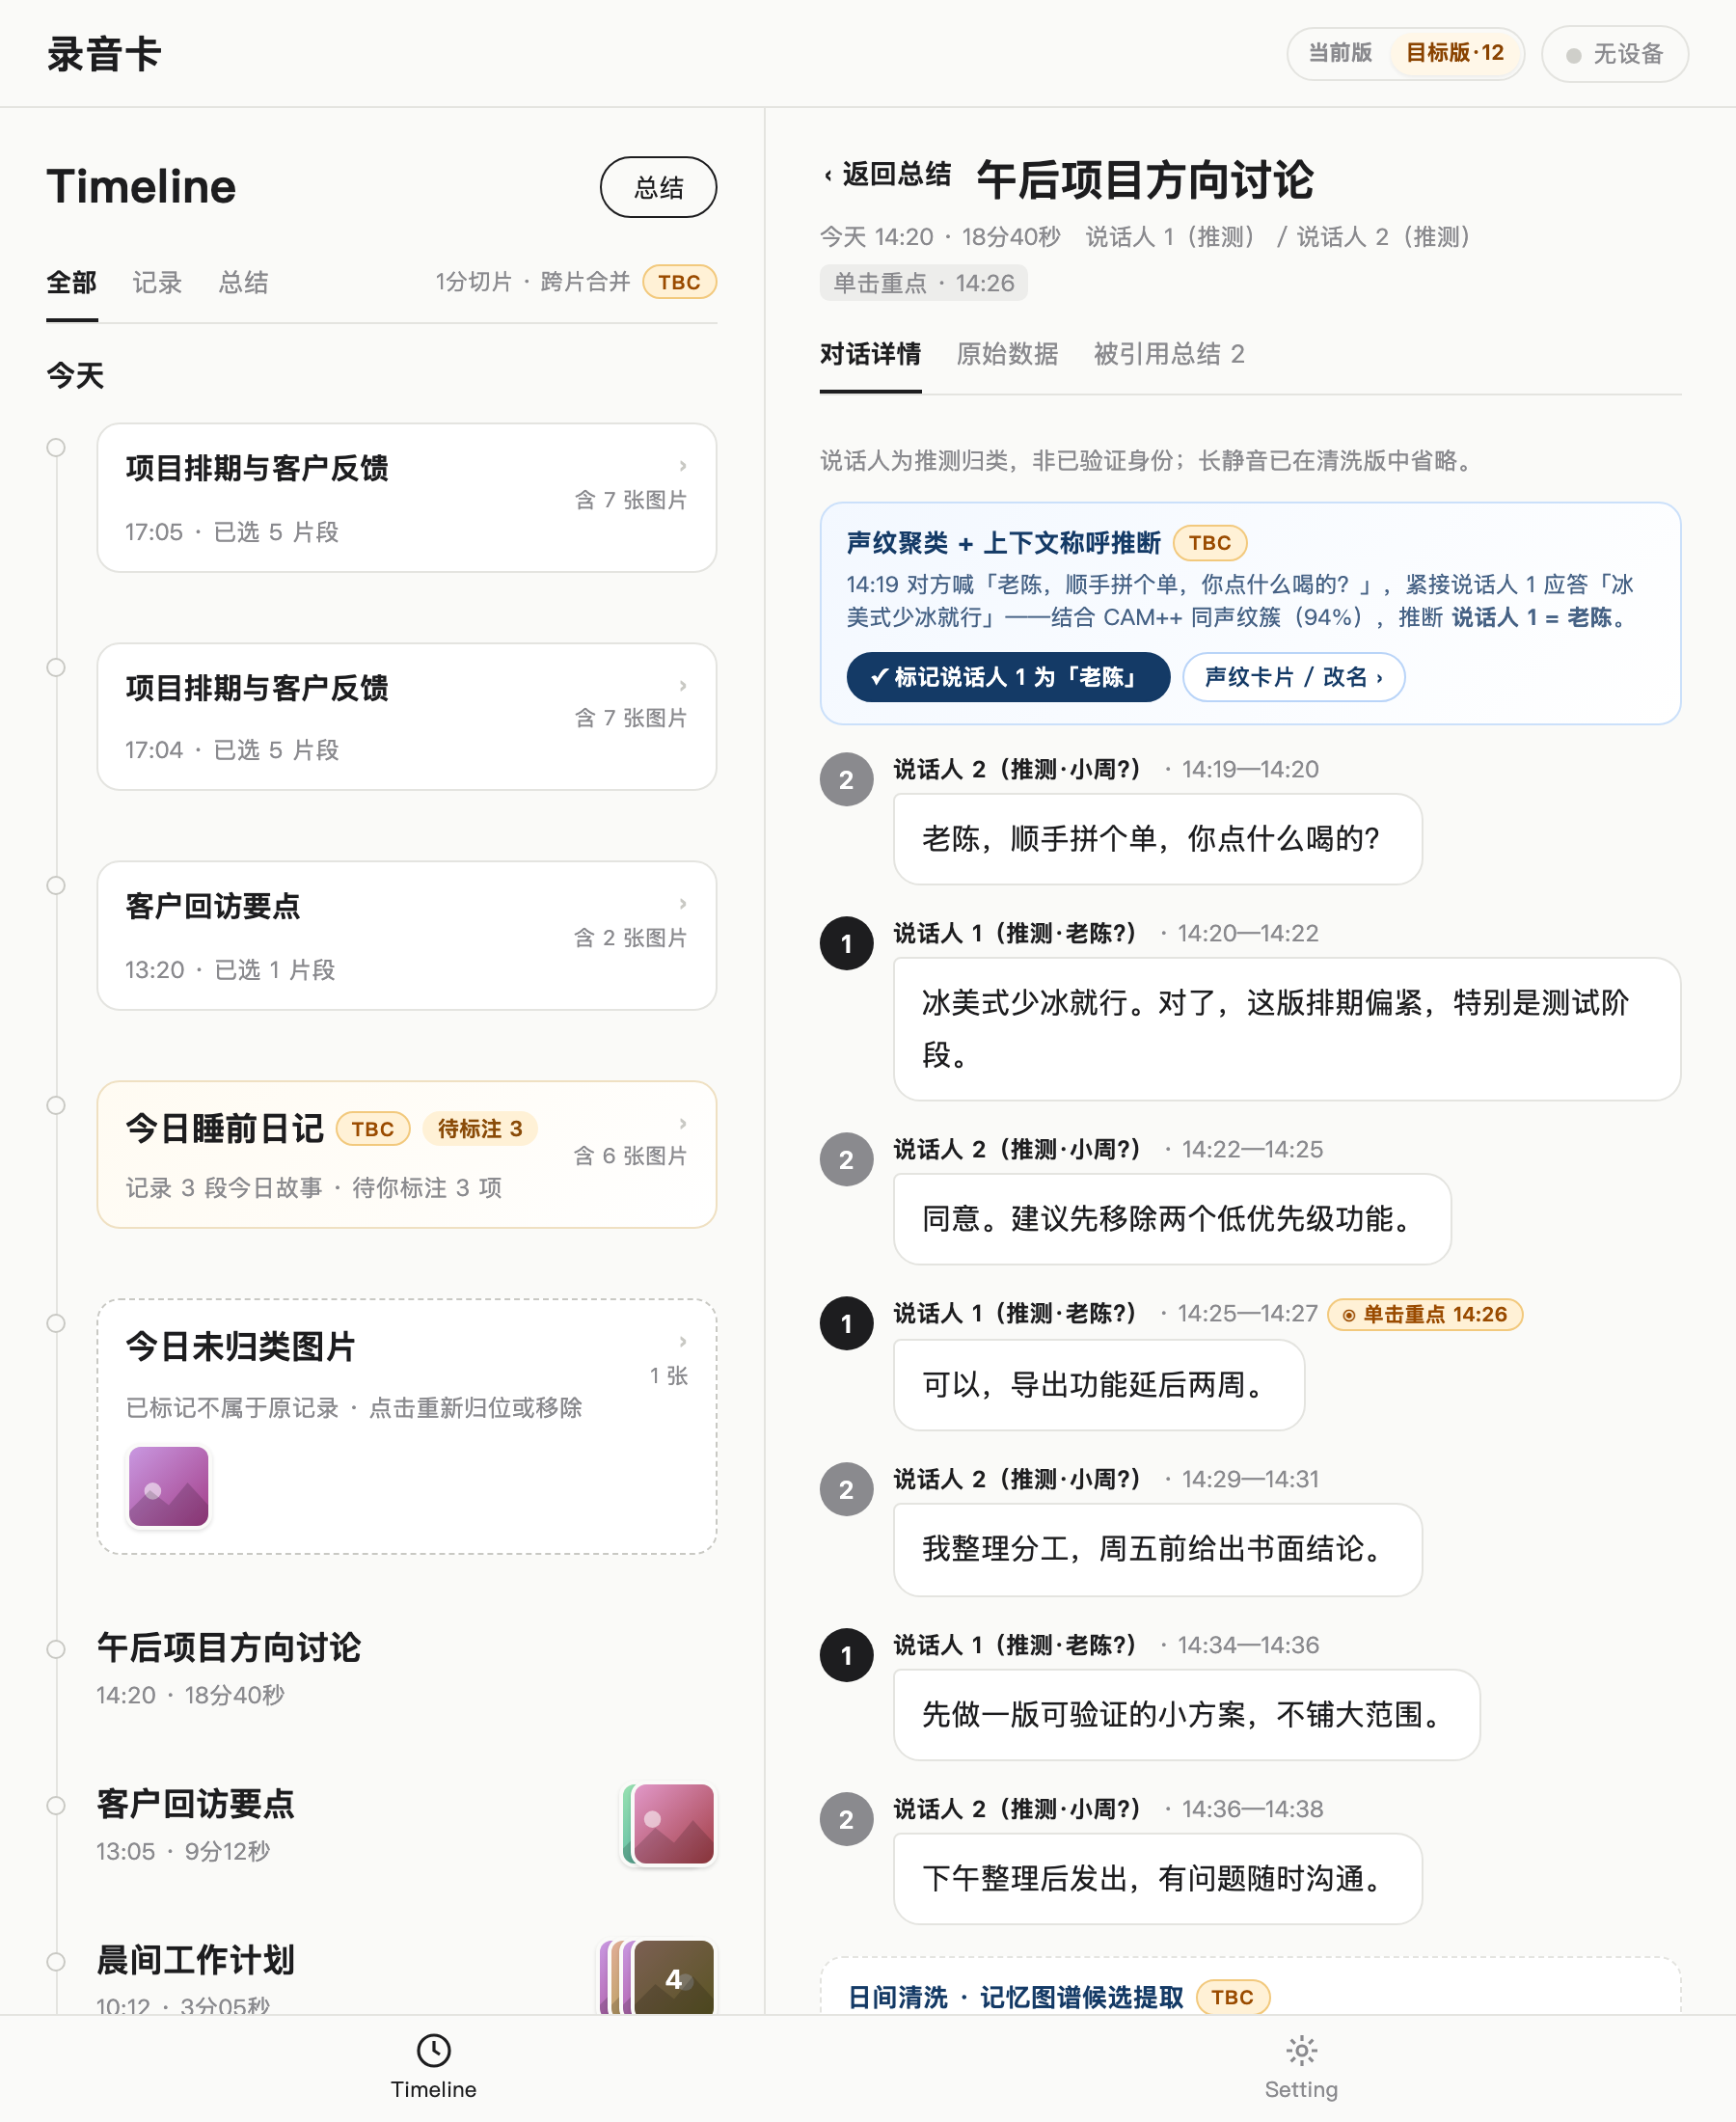 录音卡
当前版 目标版·12 无设备
Timeline
总结
全部 记录 总结 1分切片 · 跨片合并 TBC
今天
项目排期与客户反馈
含 7 张图片
17:05 · 已选 5 片段
项目排期与客户反馈
含 7 张图片
17:04 · 已选 5 片段
客户回访要点
含 2 张图片
13:20 · 已选 1 片段
今日睡前日记 TBC 待标注 3
含 6 张图片
记录 3 段今日故事 · 待你标注 3 项
今日未归类图片
1 张
已标记不属于原记录 · 点击重新归位或移除
午后项目方向讨论
14:20 · 18分40秒
客户回访要点
13:05 · 9分12秒
晨间工作计划
4
10:12 · 3分05秒
‹ 返回总结 午后项目方向讨论
今天 14:20 · 18分40秒 说话人 1（推测） / 说话人 2（推测）
单击重点 · 14:26
对话详情 原始数据 被引用总结 2
说话人为推测归类，非已验证身份；长静音已在清洗版中省略。
声纹聚类 + 上下文称呼推断 TBC
14:19 对方喊「老陈，顺手拼个单，你点什么喝的？」，紧接说话人 1 应答「冰
美式少冰就行」——结合 CAM++ 同声纹簇（94%），推断 说话人 1 = 老陈。
✓ 标记说话人 1 为「老陈」 声纹卡片 / 改名 ›
2 说话人 2（推测·小周?） · 14:19—14:20
老陈，顺手拼个单，你点什么喝的？
1 说话人 1（推测·老陈?） · 14:20—14:22
冰美式少冰就行。对了，这版排期偏紧，特别是测试阶
段。
2 说话人 2（推测·小周?） · 14:22—14:25
同意。建议先移除两个低优先级功能。
1 说话人 1（推测·老陈?） · 14:25—14:27 ◉ 单击重点 14:26
可以，导出功能延后两周。
2 说话人 2（推测·小周?） · 14:29—14:31
我整理分工，周五前给出书面结论。
1 说话人 1（推测·老陈?） · 14:34—14:36
先做一版可验证的小方案，不铺大范围。
2 说话人 2（推测·小周?） · 14:36—14:38
下午整理后发出，有问题随时沟通。
日间清洗 · 记忆图谱候选提取 TBC
Timeline Setting